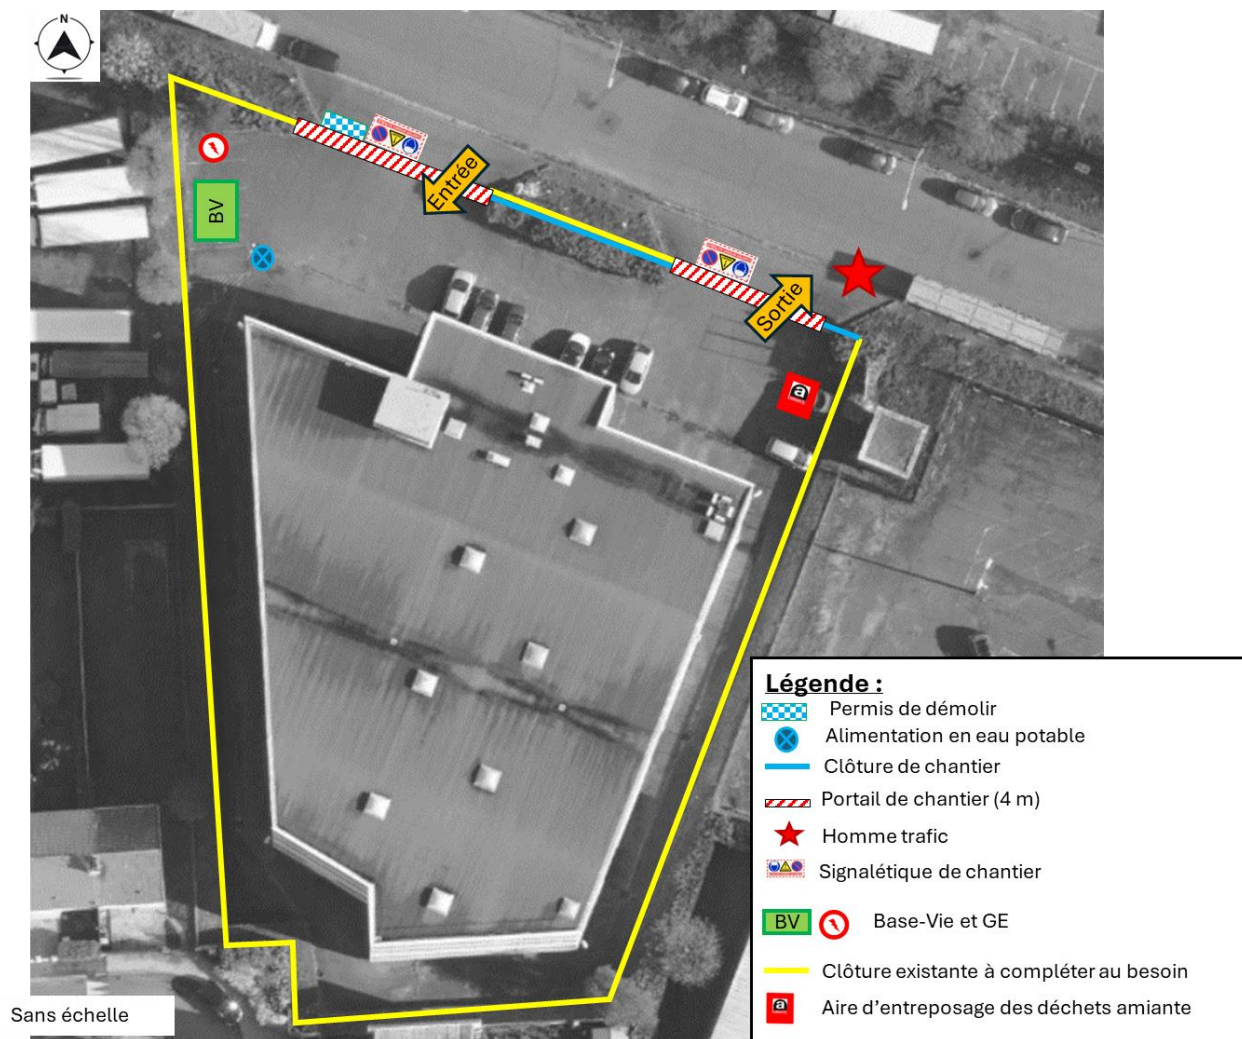 N
Entrée
BV
Sortie
a
Légende :
Permis de démolir
Alimentation en eau potable
Clôture de chantier
Portail de chantier (4 m)
Homme trafic
Signalétique de chantier
BV Base-Vie et GE
Clôture existante à compléter au besoin
a Aire d’entreposage des déchets amiante
Sans échelle